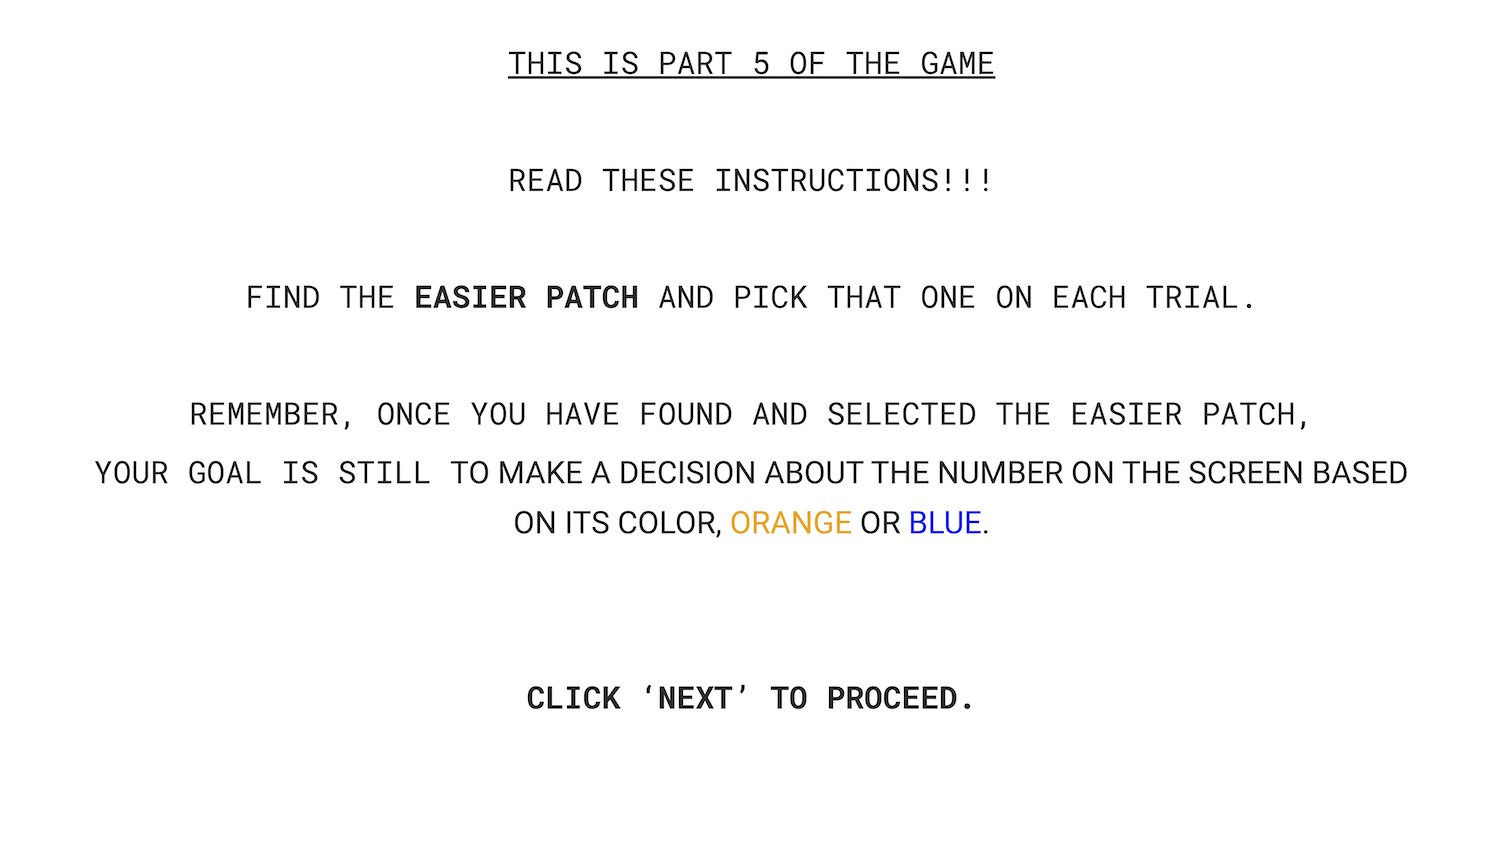 THIS IS PART 5 OF THE GAME
READ THESE INSTRUCTIONS!!!
FIND THE EASIER PATCH AND PICK THAT ONE ON EACH TRIAL.
REMEMBER, ONCE YOU HAVE FOUND AND SELECTED THE EASIER PATCH,
YOUR GOAL IS STILL TO MAKE A DECISION ABOUT THE NUMBER ON THE SCREEN BASED
ON ITS COLOR, ORANGE OR BLUE.
CLICK ‘NEXT’ TO PROCEED.